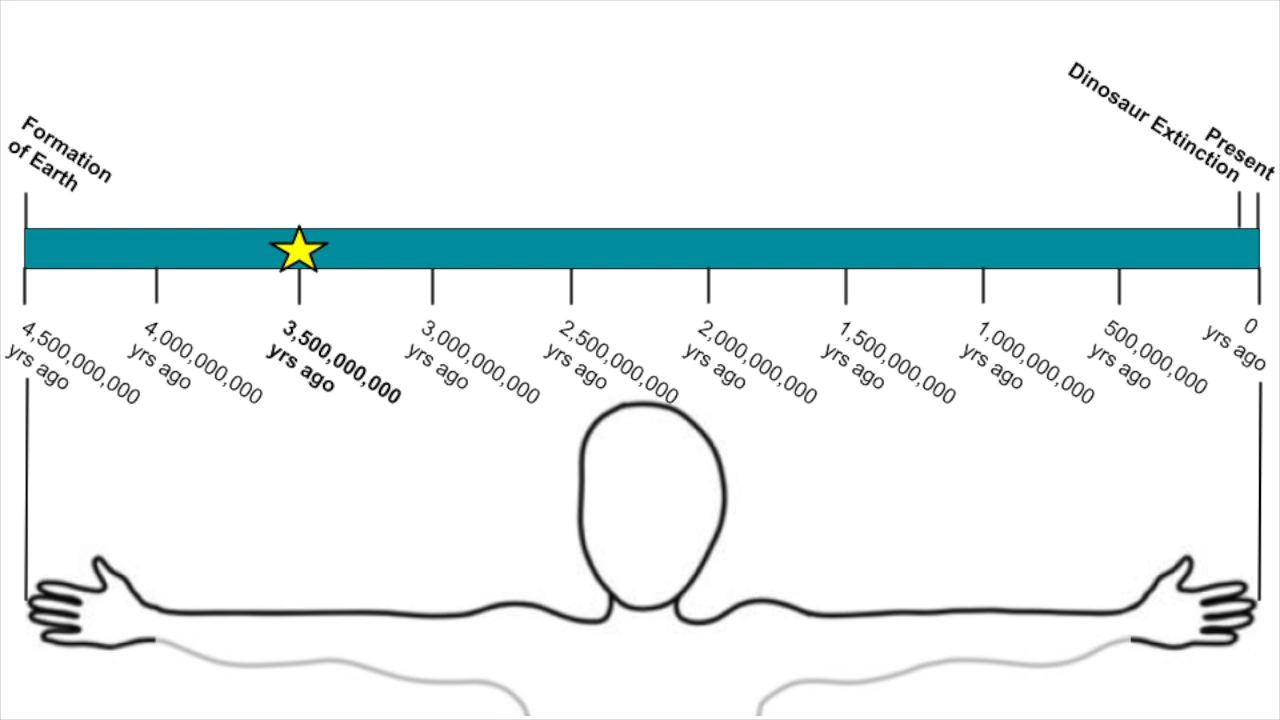 Formation
of Earth
Dinosaur Extinction
Present
4,500,000,000
yrs ago
4,000,000,000
yrs ago
3,500,000,000
yrs ago
3,000,000,000
yrs ago
2,500,000,000
yrs ago
2,000,000,000
yrs ago
1,500,000,000
yrs ago
1,000,000,000
yrs ago
500,000,000
yrs ago
0
yrs ago